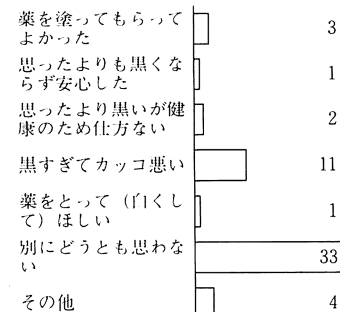 薬を塗ってもらって
よかった 3
思ったよりも黒くな
らず安心した 1
思ったより黒いが健
康のため仕方ない 2
黒すぎてカッコ悪い 11
薬をとって（白くし
て）ほしい 1
別にどうとも思わな
い 33
その他 4